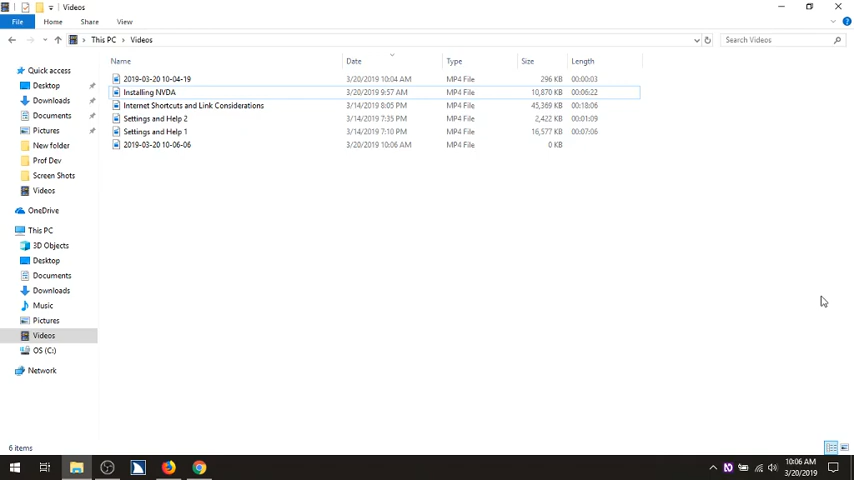 Videos
File Home Share View
This PC Videos Search Videos
Name Date Type Size Length
2019-03-20 10-04-19 3/20/2019 10:04 AM MP4 File 296 KB 00:00:03
Installing NVDA 3/20/2019 9:57 AM MP4 File 10,870 KB 00:06:22
Internet Shortcuts and Link Considerations 3/14/2019 8:05 PM MP4 File 45,369 KB 00:18:06
Settings and Help 2 3/14/2019 7:35 PM MP4 File 2,422 KB 00:01:09
Settings and Help 1 3/14/2019 7:10 PM MP4 File 16,577 KB 00:07:06
2019-03-20 10-06-06 3/20/2019 10:06 AM MP4 File 0 KB
Quick access
Desktop
Downloads
Documents
Pictures
New folder
Prof Dev
Screen Shots
Videos
OneDrive
This PC
3D Objects
Desktop
Documents
Downloads
Music
Pictures
Videos
OS (C:)
Network
6 items
10:06 AM
3/20/2019